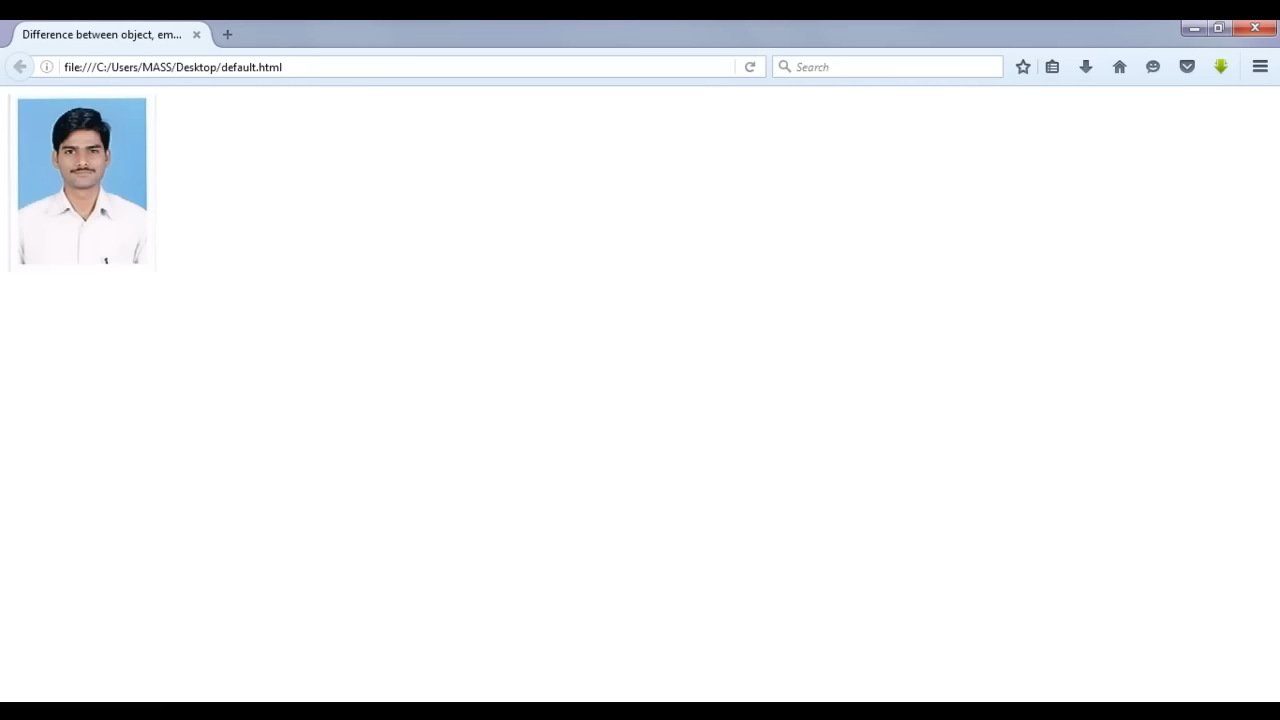 Difference between object, em...
file:///C:/Users/MASS/Desktop/default.html
Search